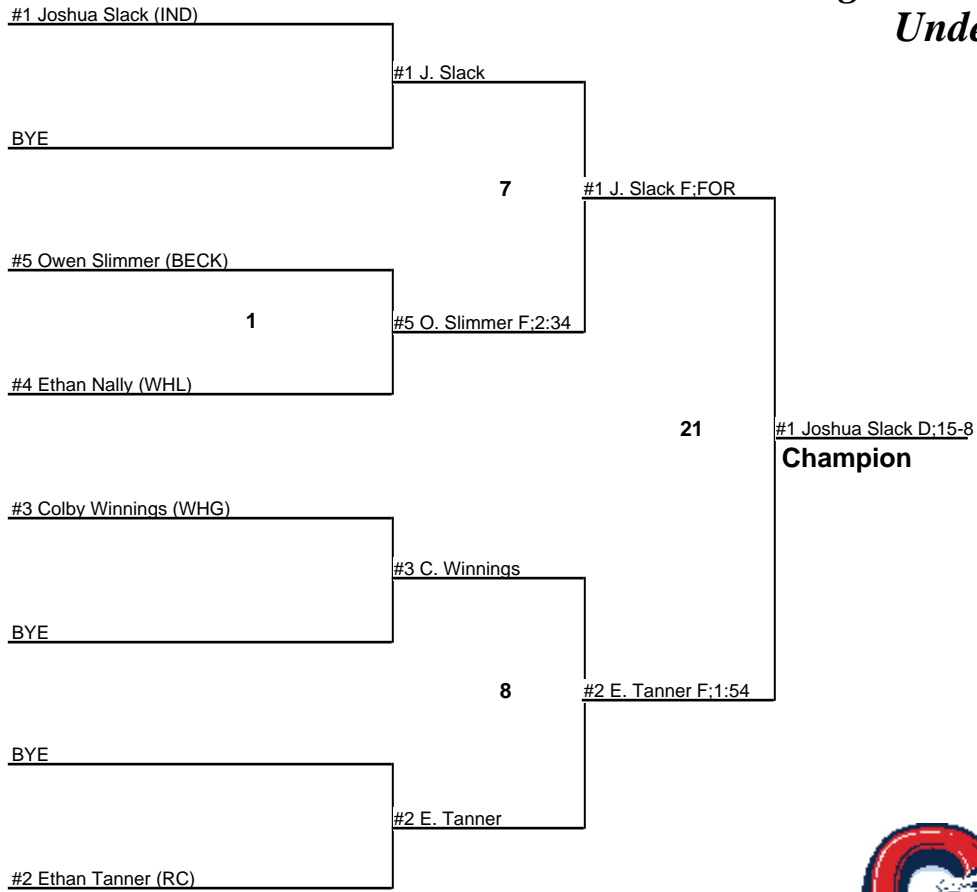 #1 Joshua Slack (IND)
Unde
#1 J. Slack
BYE
7
#1 J. Slack F;FOR
#5 Owen Slimmer (BECK)
1
#5 O. Slimmer F;2:34
#4 Ethan Nally (WHL)
21
#1 Joshua Slack D;15-8
Champion
#3 Colby Winnings (WHG)
#3 C. Winnings
BYE
8
#2 E. Tanner F;1:54
BYE
#2 E. Tanner
#2 Ethan Tanner (RC)